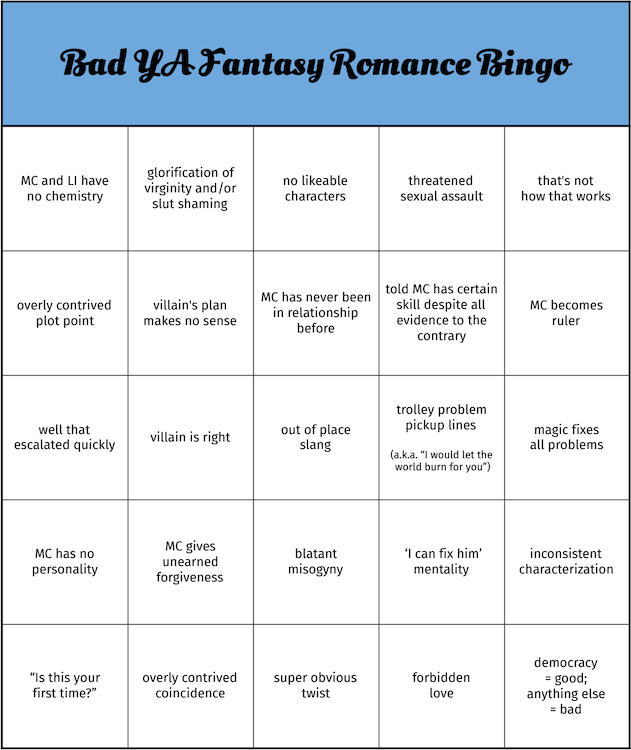 Bad YA Fantasy Romance Bingo
MC and LI have
no chemistry
glorification of
virginity and/or
slut shaming
no likeable
characters
threatened
sexual assault
that's not
how that works
overly contrived
plot point
villain's plan
makes no sense
MC has never been
in relationship
before
told MC has certain
skill despite all
evidence to the
contrary
MC becomes
ruler
well that
escalated quickly
villain is right
out of place
slang
trolley problem
pickup lines
(a.k.a. “I would let the
world burn for you”)
magic fixes
all problems
MC has no
personality
MC gives
unearned
forgiveness
blatant
misogyny
‘I can fix him’
mentality
inconsistent
characterization
“Is this your
first time?”
overly contrived
coincidence
super obvious
twist
forbidden
love
democracy
= good;
anything else
= bad